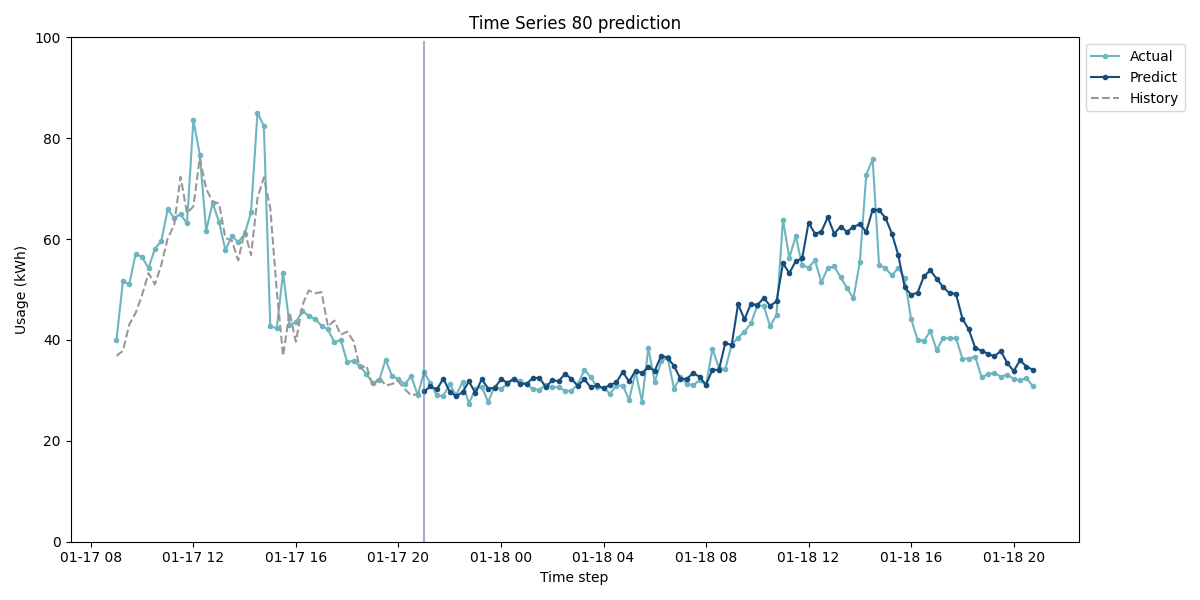 Time Series 80 prediction
Usage (kWh)
100
80
60
40
20
0
01-17 08
01-17 12
01-17 16
01-17 20
01-18 00
01-18 04
01-18 08
01-18 12
01-18 16
01-18 20
Time step
Actual
Predict
History